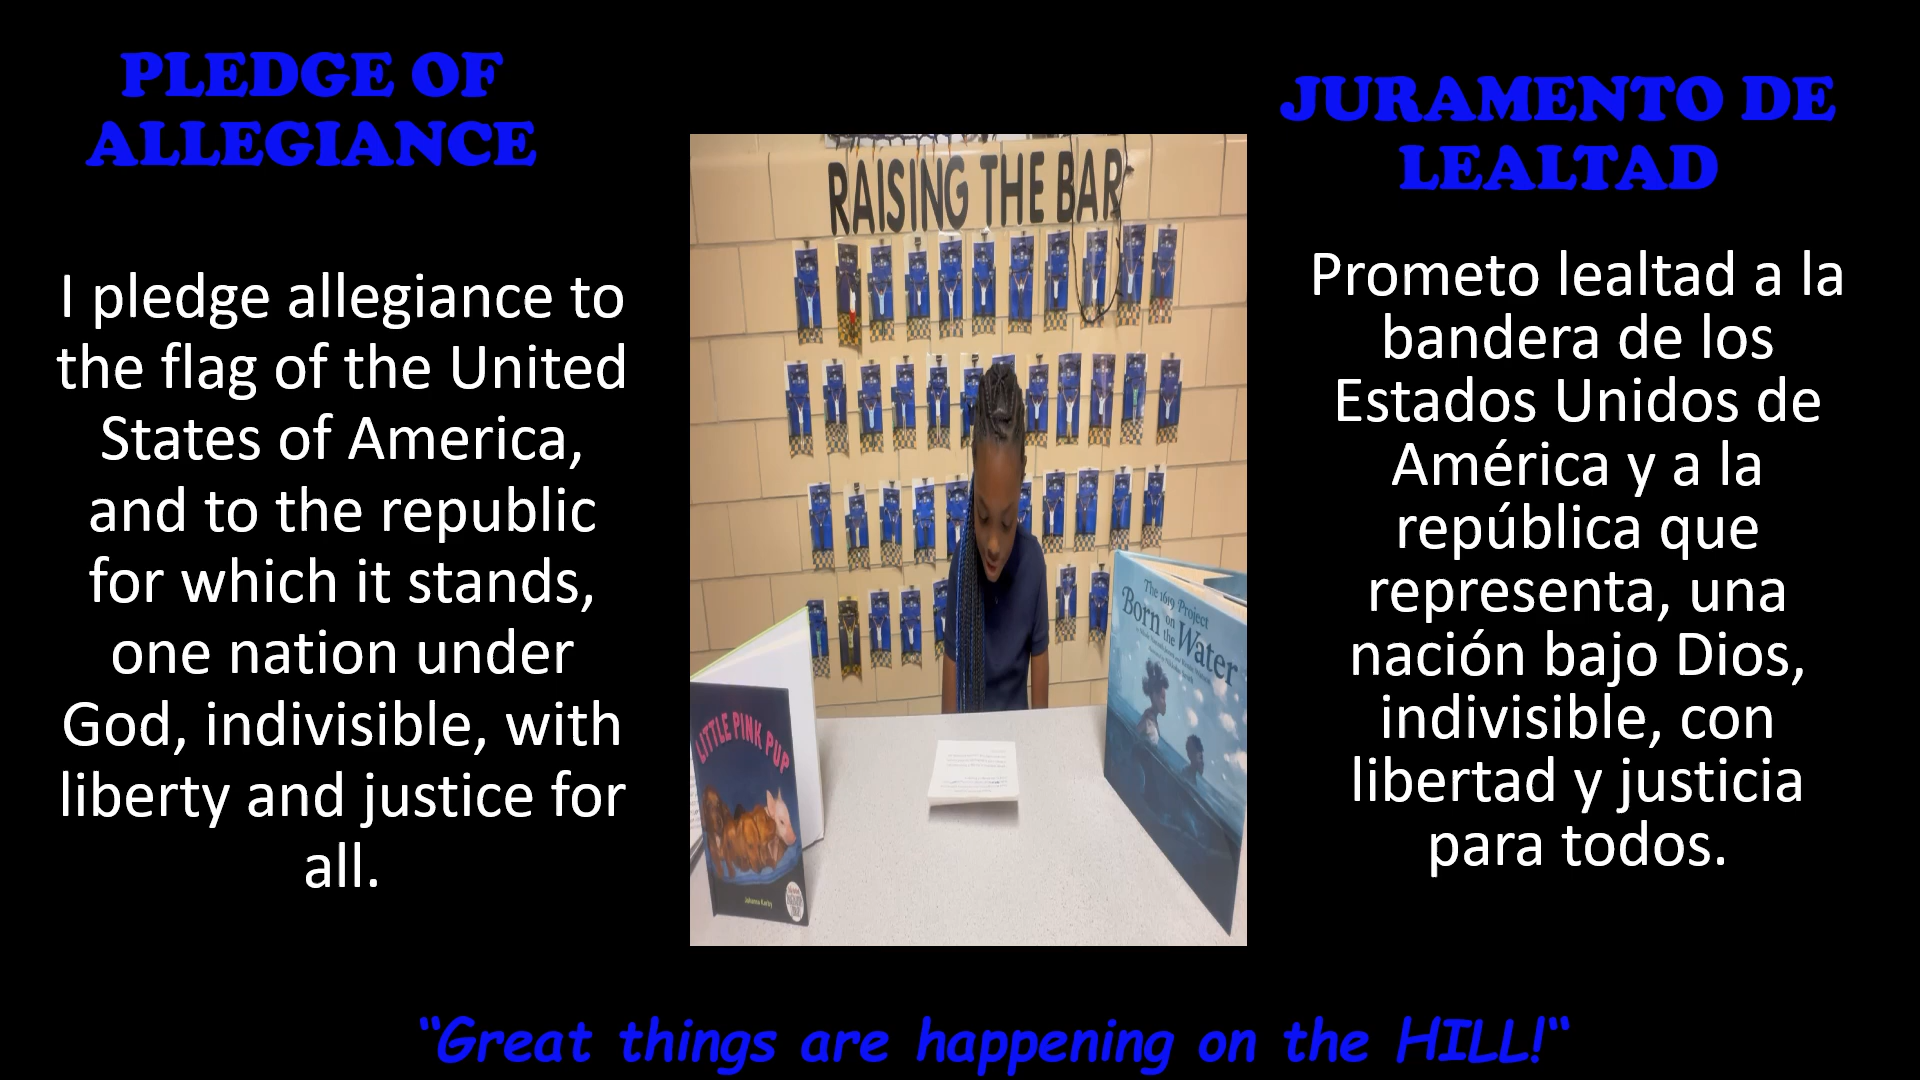 PLEDGE OF
ALLEGIANCE
I pledge allegiance to
the flag of the United
States of America,
and to the republic
for which it stands,
one nation under
God, indivisible, with
liberty and justice for
all.
RAISING THE BAR
LITTLE PINK PUP
The 1619 Project
Born on
the Water
JURAMENTO DE
LEALTAD
Prometo lealtad a la
bandera de los
Estados Unidos de
América y a la
república que
representa, una
nación bajo Dios,
indivisible, con
libertad y justicia
para todos.
“Great things are happening on the HILL!“